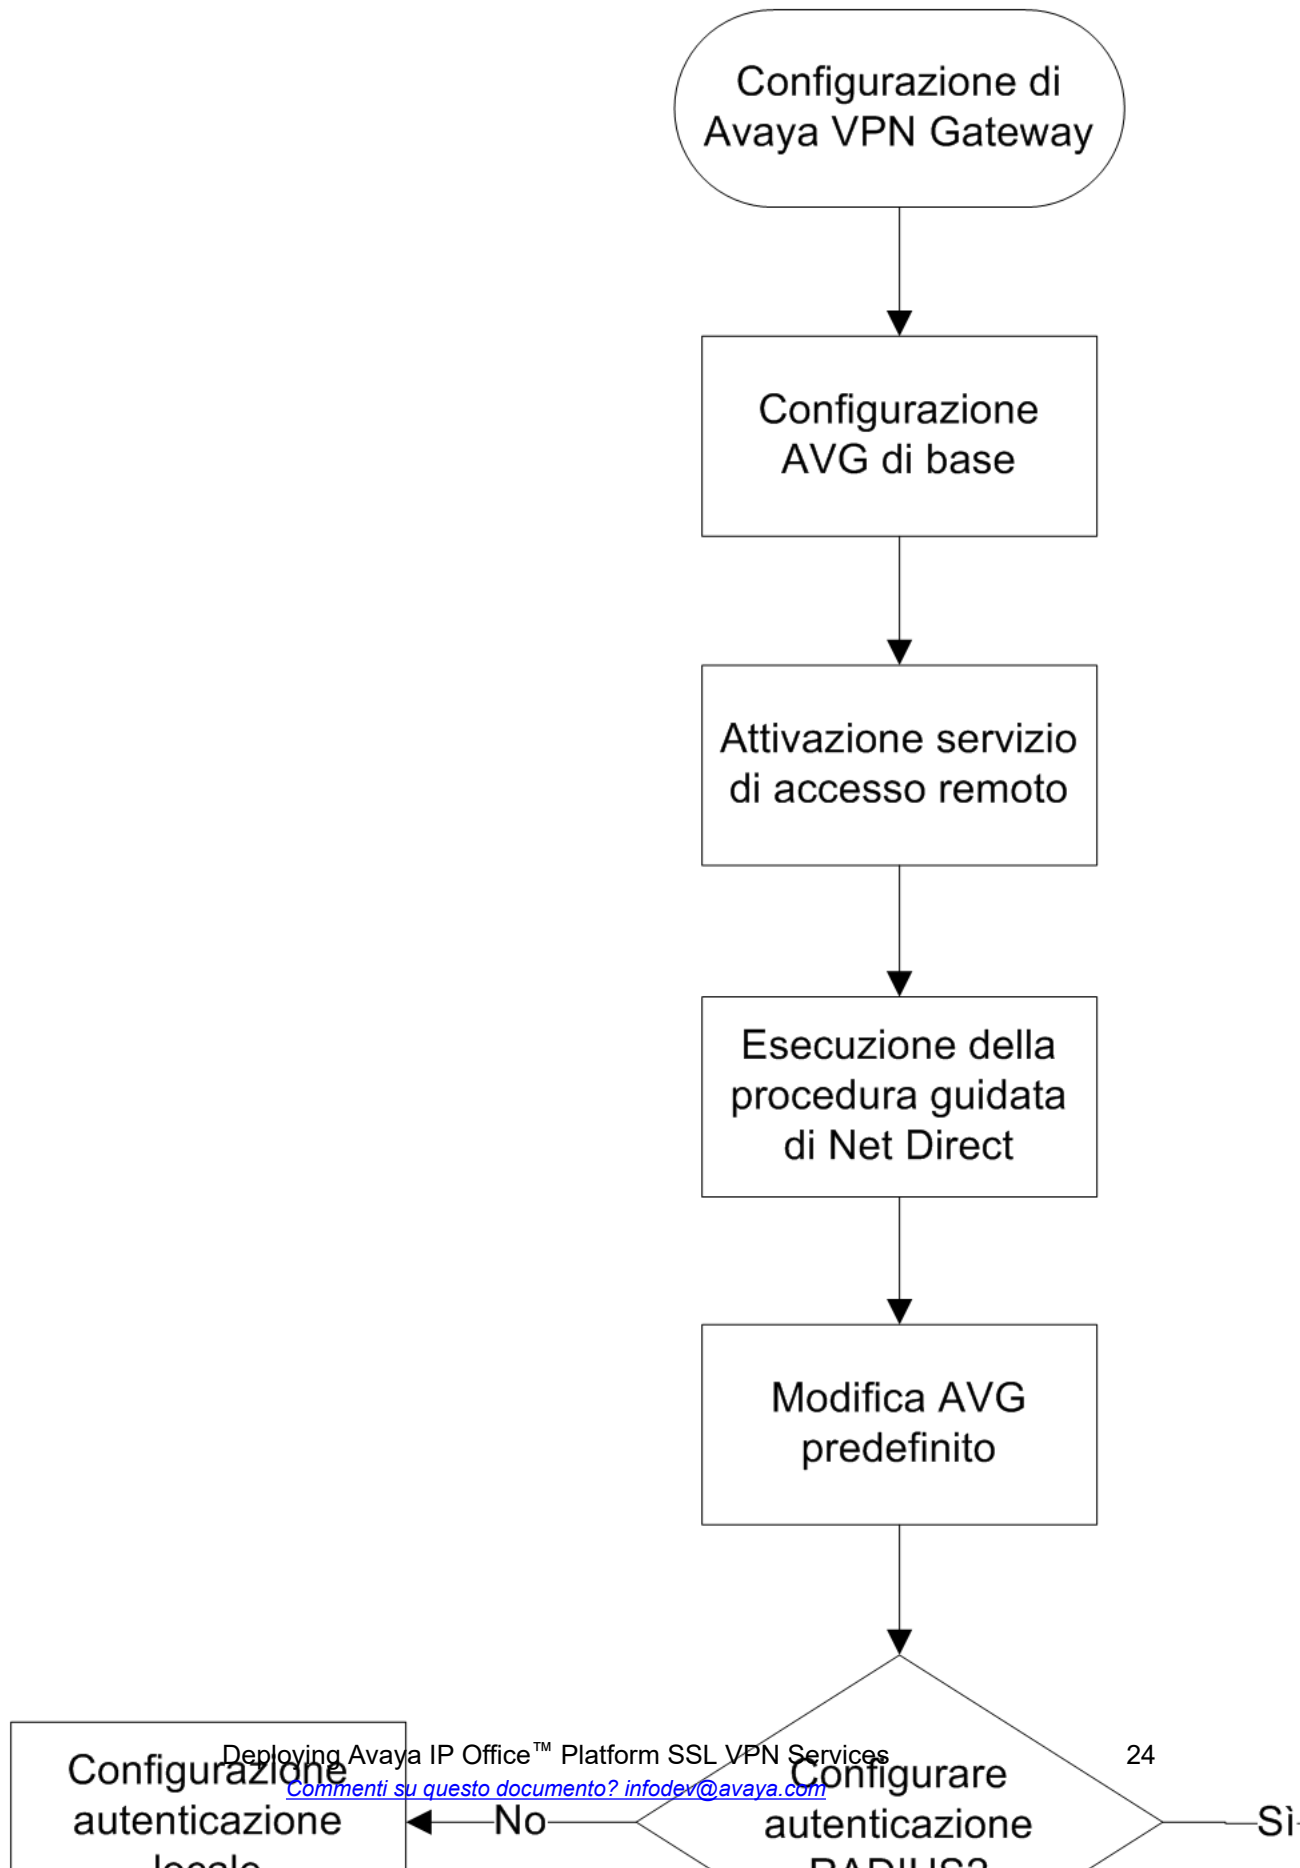 Configurazione di
Avaya VPN Gateway
Configurazione
AVG di base
Attivazione servizio
di accesso remoto
Esecuzione della
procedura guidata
di Net Direct
Modifica AVG
predefinito
Configurare
autenticazione
RADIUS?
No
Sì
Configurazione
autenticazione
locale
Deploying Avaya IP Office™ Platform SSL VPN Services 24
Commenti su questo documento? infodev@avaya.com